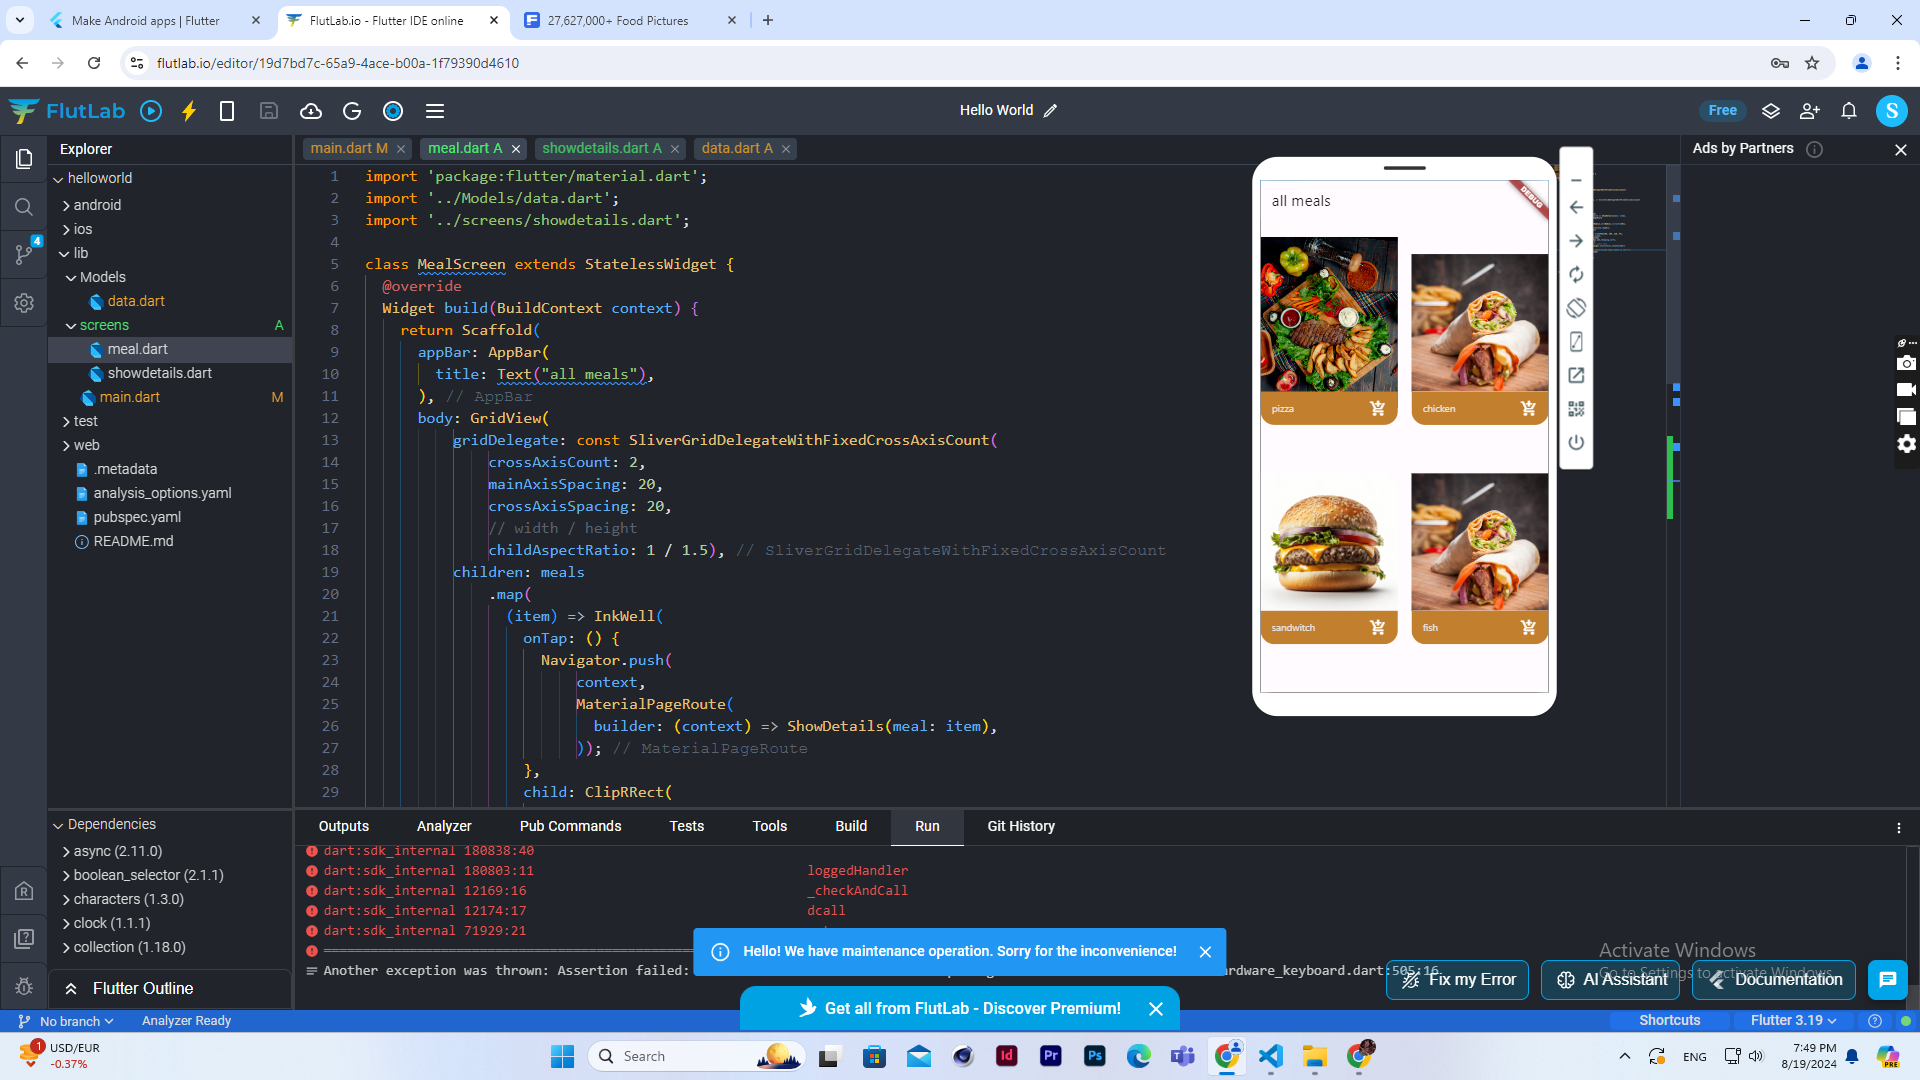 Make Android apps | Flutter
FlutLab.io - Flutter IDE online
27,627,000+ Food Pictures
flutlab.io/editor/19d7bd7c-65a9-4ace-b00a-1f79390d4610
FlutLab
Hello World
Free
S
Explorer
main.dart M
meal.dart A
showdetails.dart A
data.dart A
Ads by Partners
helloworld
android
ios
lib
Models
data.dart
screens A
meal.dart
showdetails.dart
main.dart M
test
web
.metadata
analysis_options.yaml
pubspec.yaml
README.md
4
1 import 'package:flutter/material.dart';
2 import '../Models/data.dart';
3 import '../screens/showdetails.dart';
4
5 class MealScreen extends StatelessWidget {
6 @override
7 Widget build(BuildContext context) {
8 return Scaffold(
9 appBar: AppBar(
10 title: Text("all meals"),
11 ), // AppBar
12 body: GridView(
13 gridDelegate: const SliverGridDelegateWithFixedCrossAxisCount(
14 crossAxisCount: 2,
15 mainAxisSpacing: 20,
16 crossAxisSpacing: 20,
17 // width / height
18 childAspectRatio: 1 / 1.5), // SliverGridDelegateWithFixedCrossAxisCount
19 children: meals
20 .map(
21 (item) => InkWell(
22 onTap: () {
23 Navigator.push(
24 context,
25 MaterialPageRoute(
26 builder: (context) => ShowDetails(meal: item),
27 )); // MaterialPageRoute
28 },
29 child: ClipRRect(
all meals
DEBUG
pizza
chicken
sandwitch
fish
Dependencies
async (2.11.0)
boolean_selector (2.1.1)
characters (1.3.0)
clock (1.1.1)
collection (1.18.0)
Flutter Outline
Outputs Analyzer Pub Commands Tests Tools Build Run Git History
dart:sdk_internal 180838:40
dart:sdk_internal 180803:11 loggedHandler
dart:sdk_internal 12169:16 _checkAndCall
dart:sdk_internal 12174:17 dcall
dart:sdk_internal 71929:21
Hello! We have maintenance operation. Sorry for the inconvenience!
Another exception was thrown: Assertion failed: ardware_keyboard.dart:505:16
Activate Windows
Go to Settings to activate Windows.
Fix my Error
AI Assistant
Documentation
Get all from FlutLab - Discover Premium!
No branch
Analyzer Ready
Shortcuts
Flutter 3.19
1
USD/EUR
-0.37%
Search
Id
Pr
Ps
ENG
7:49 PM
8/19/2024
PRE